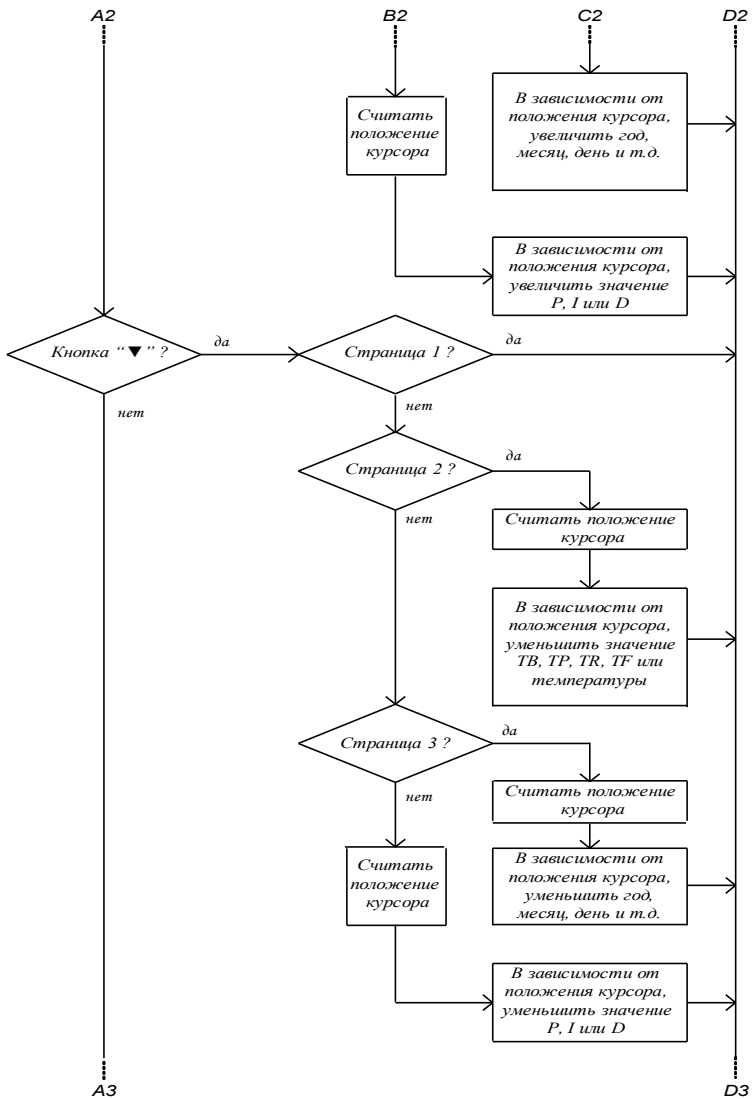 A2
B2
C2
D2
Считать
положение
курсора
В зависимости от
положения курсора,
увеличить год,
месяц, день и т.д.
В зависимости от
положения курсора,
увеличить значение
P, I или D
Кнопка “▼” ?
да
нет
Страница 1 ?
да
нет
Страница 2 ?
да
нет
Считать положение
курсора
В зависимости от
положения курсора,
уменьшить значение
TB, TP, TR, TF или
температуры
Страница 3 ?
да
нет
Считать положение
курсора
Считать
положение
курсора
В зависимости от
положения курсора,
уменьшить год,
месяц, день и т.д.
В зависимости от
положения курсора,
уменьшить значение
P, I или D
A3
D3